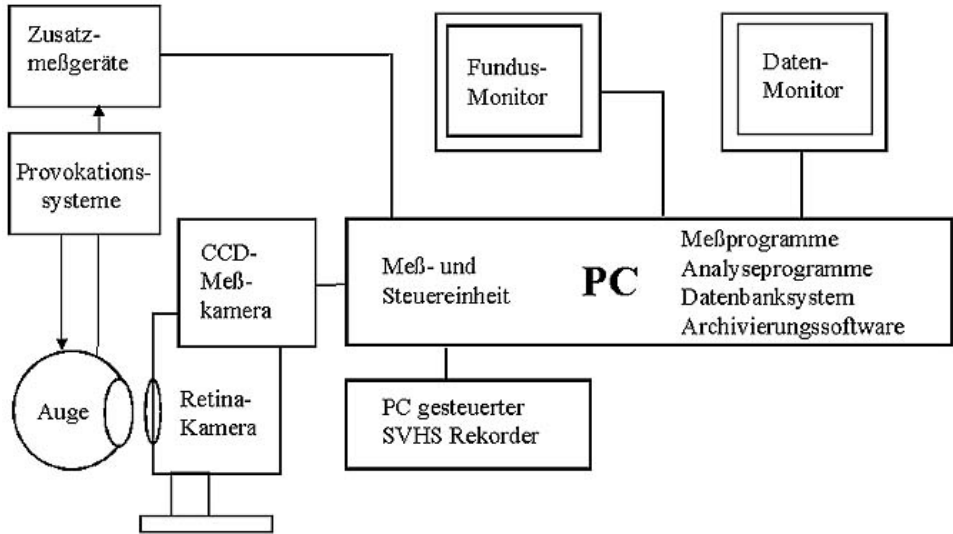 Zusatz-
meßgeräte
Fundus-
Monitor
Daten-
Monitor
Provokations-
systeme
CCD-
Meß-
kamera
Meß- und
Steuereinheit
PC
Meßprogramme
Analyseprogramme
Datenbanksystem
Archivierungssoftware
Auge
Retina-
Kamera
PC gesteuerter
SVHS Rekorder